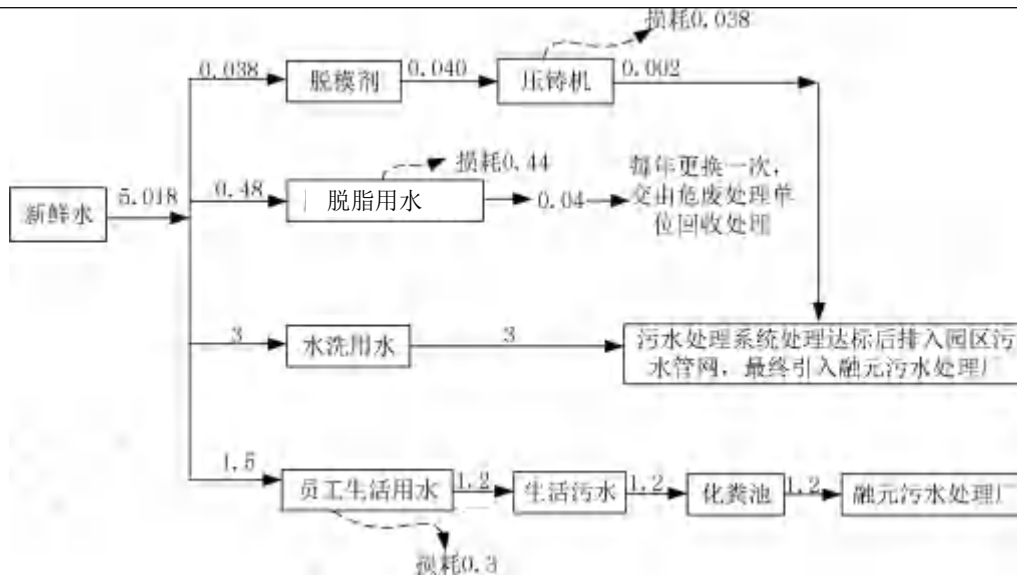 损耗0.038
0.038
脱模剂
0.040
压铸机
0.002
损耗0.44
每年更换一次，
交由危废处理单
位回收处理
新鲜水
5.018
0.48
脱脂用水
0.04
3
水洗用水
3
污水处理系统处理达标后排入园区污
水管网，最终引入融元污水处理厂
1.5
员工生活用水
1.2
生活污水
1.2
化粪池
1.2
融元污水处理厂
损耗0.3